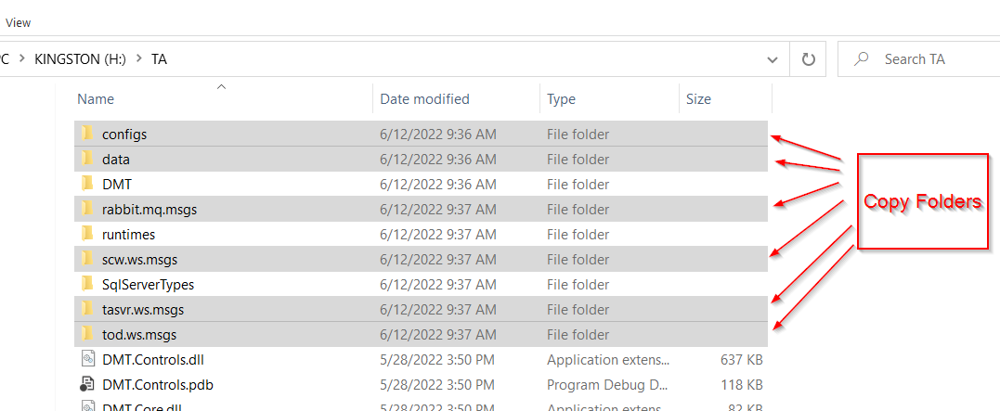 View
PC > KINGSTON (H:) > TA
Search TA
Name Date modified Type Size
configs 6/12/2022 9:36 AM File folder
data 6/12/2022 9:36 AM File folder
DMT 6/12/2022 9:36 AM File folder
rabbit.mq.msgs 6/12/2022 9:37 AM File folder
runtimes 6/12/2022 9:37 AM File folder
scw.ws.msgs 6/12/2022 9:37 AM File folder
SqlServerTypes 6/12/2022 9:37 AM File folder
tasvr.ws.msgs 6/12/2022 9:37 AM File folder
tod.ws.msgs 6/12/2022 9:37 AM File folder
DMT.Controls.dll 5/28/2022 3:50 PM Application extens... 637 KB
DMT.Controls.pdb 5/28/2022 3:50 PM Program Debug D... 118 KB
DMT.Core.dll 5/28/2022 3:50 PM Application extens... 82 KB
Copy Folders